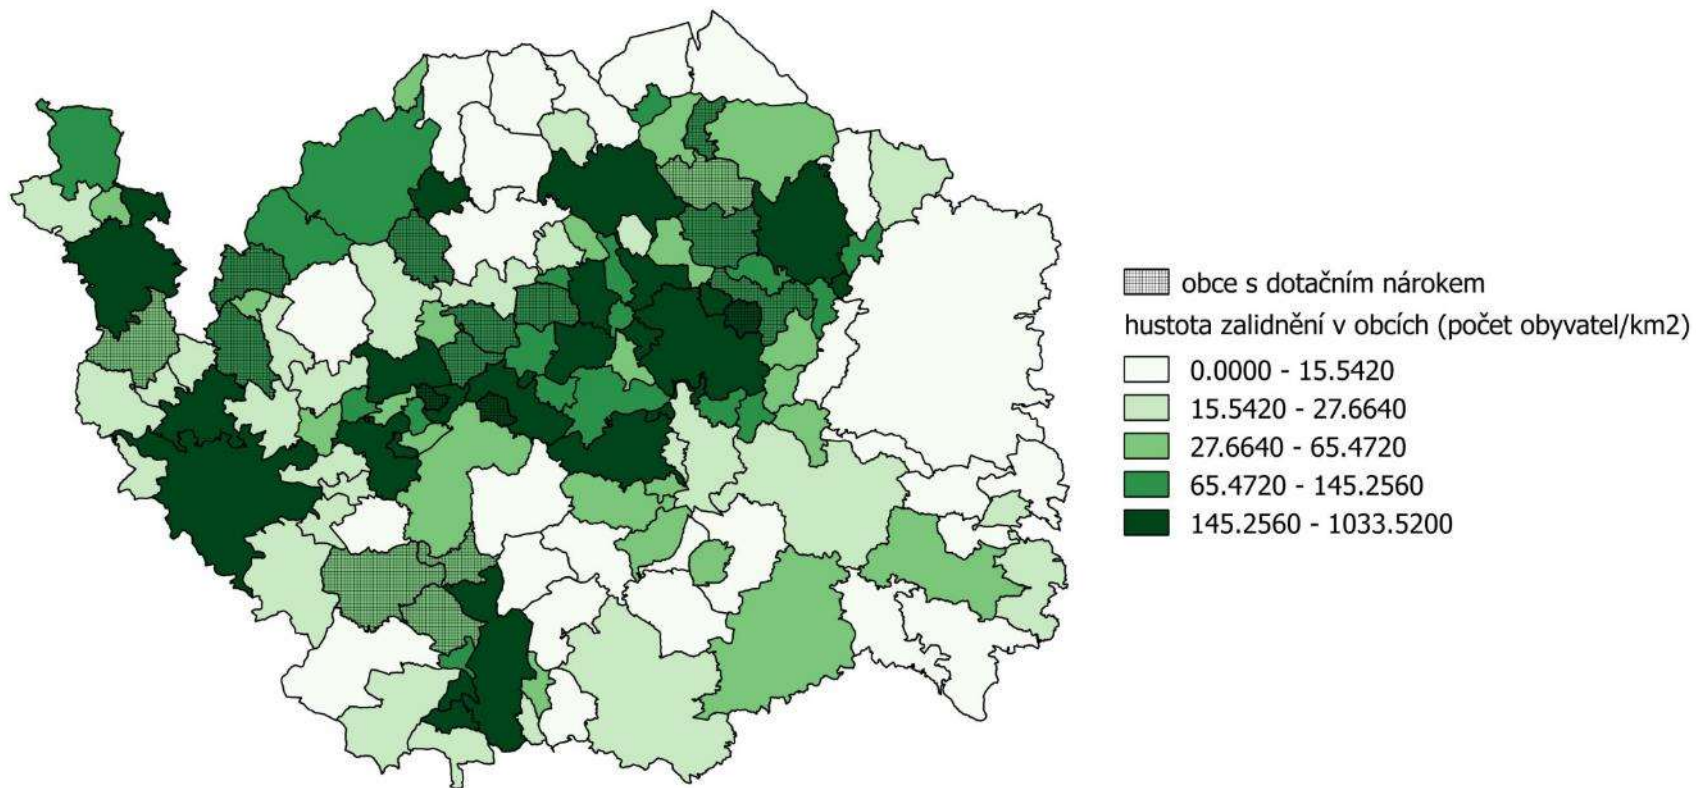 obce s dotačním nárokem
hustota zalidnění v obcích (počet obyvatel/km2)
0.0000 - 15.5420
15.5420 - 27.6640
27.6640 - 65.4720
65.4720 - 145.2560
145.2560 - 1033.5200